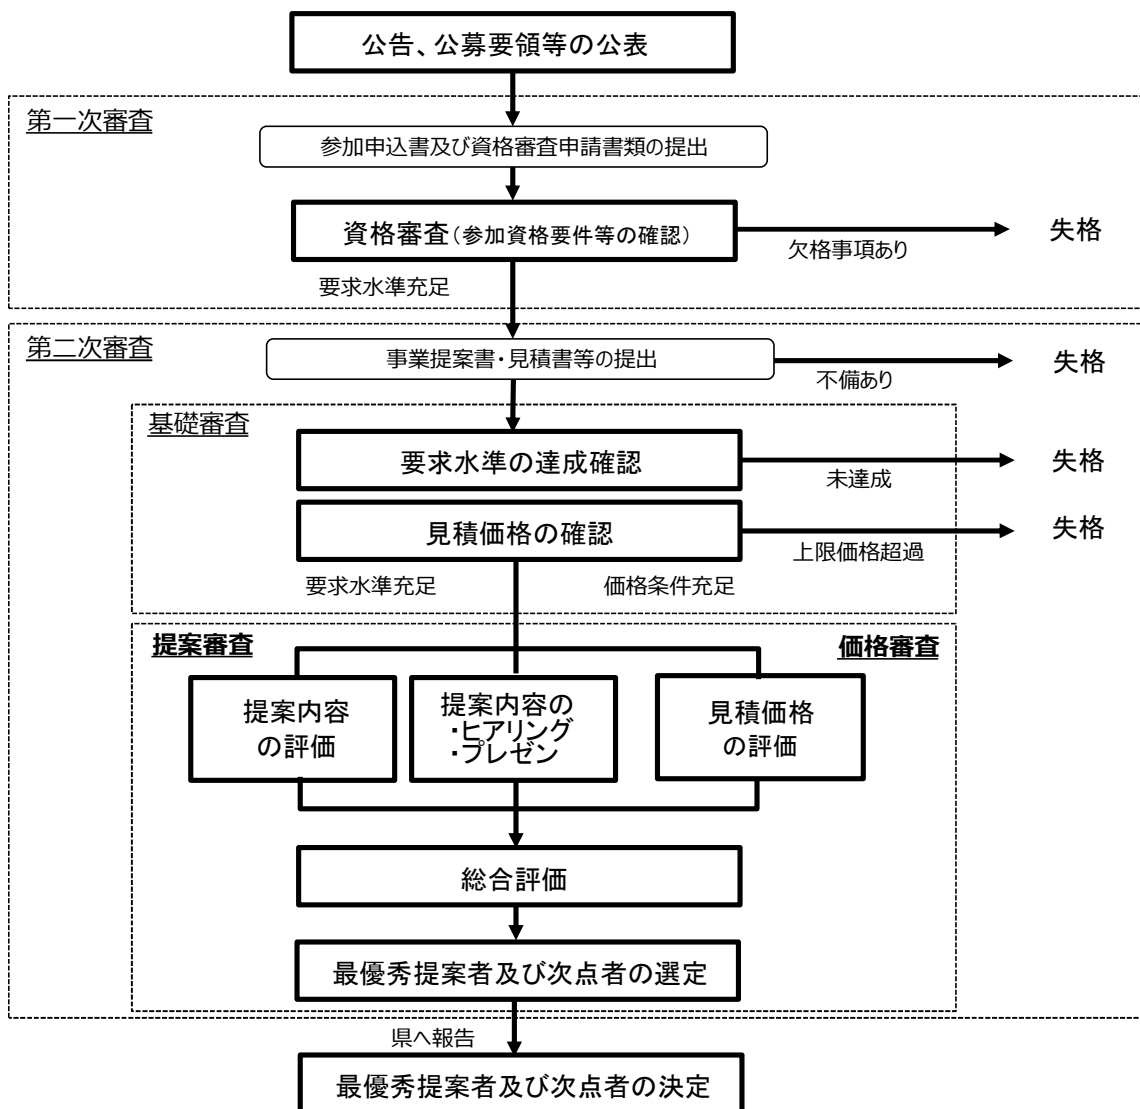 公告、公募要領等の公表
第一次審査
参加申込書及び資格審査申請書類の提出
資格審査（参加資格要件等の確認）
失格
欠格事項あり
要求水準充足
第二次審査
事業提案書・見積書等の提出
失格
不備あり
基礎審査
要求水準の達成確認
失格
未達成
見積価格の確認
失格
上限価格超過
要求水準充足
価格条件充足
提案審査
価格審査
提案内容
の評価
提案内容の
・ヒアリング
・プレゼン
見積価格
の評価
総合評価
最優秀提案者及び次点者の選定
県へ報告
最優秀提案者及び次点者の決定